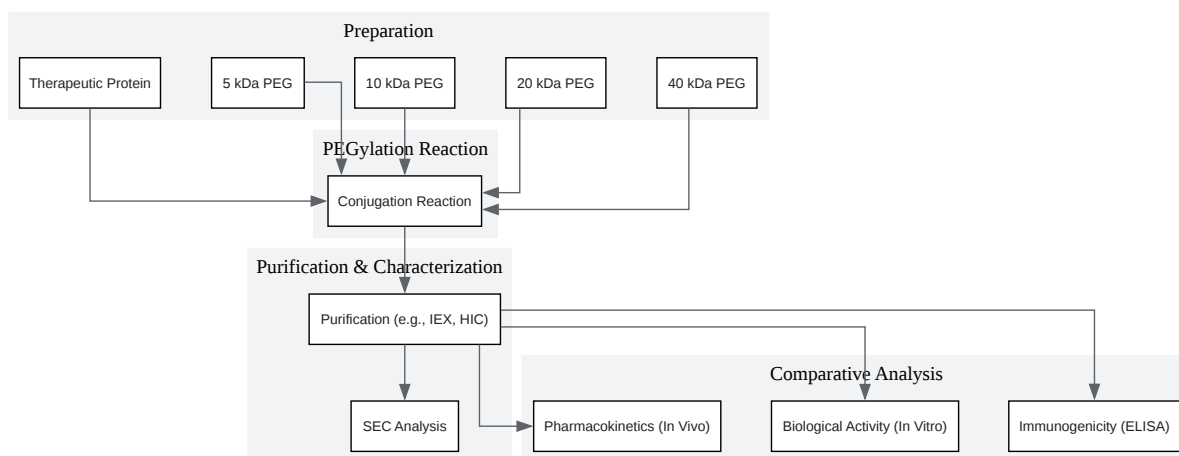 Preparation
Therapeutic Protein
5 kDa PEG
10 kDa PEG
20 kDa PEG
40 kDa PEG
PEGylation Reaction
Conjugation Reaction
Purification & Characterization
Purification (e.g., IEX, HIC)
Comparative Analysis
SEC Analysis
Pharmacokinetics (In Vivo)
Biological Activity (In Vitro)
Immunogenicity (ELISA)